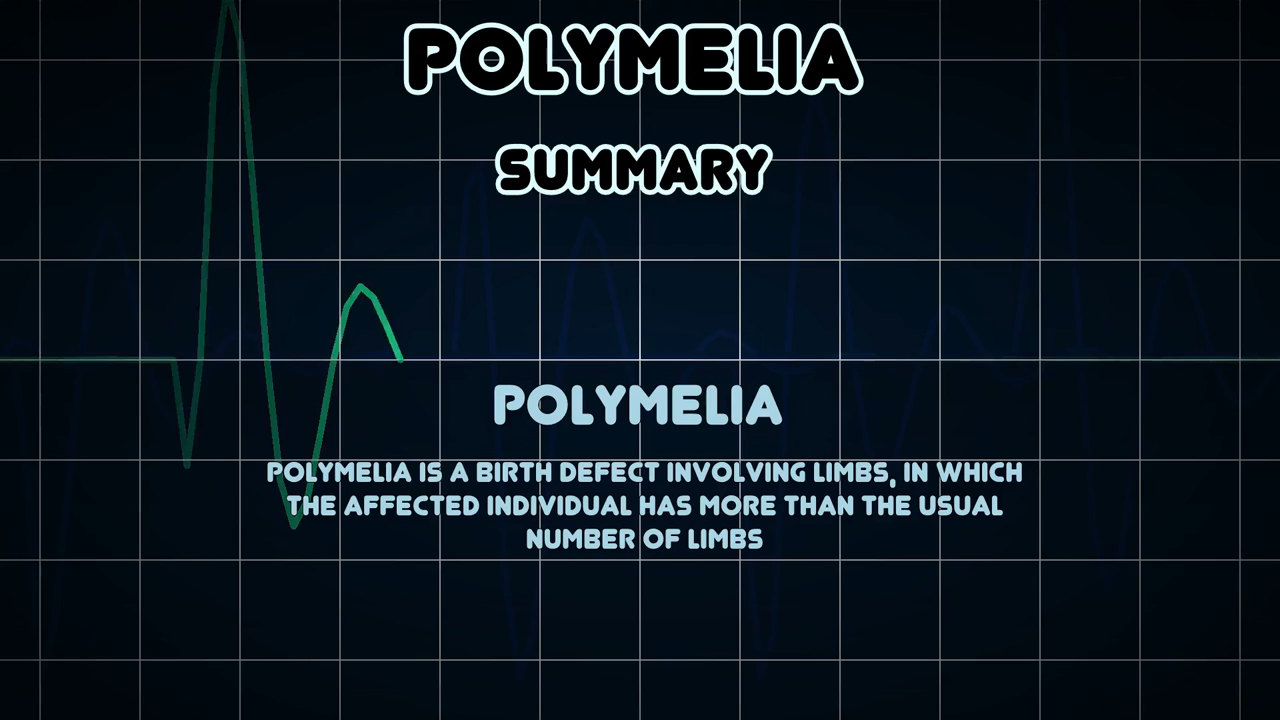 POLYMELIA
SUMMARY
POLYMELIA
POLYMELIA IS A BIRTH DEFECT INVOLVING LIMBS, IN WHICH
THE AFFECTED INDIVIDUAL HAS MORE THAN THE USUAL
NUMBER OF LIMBS